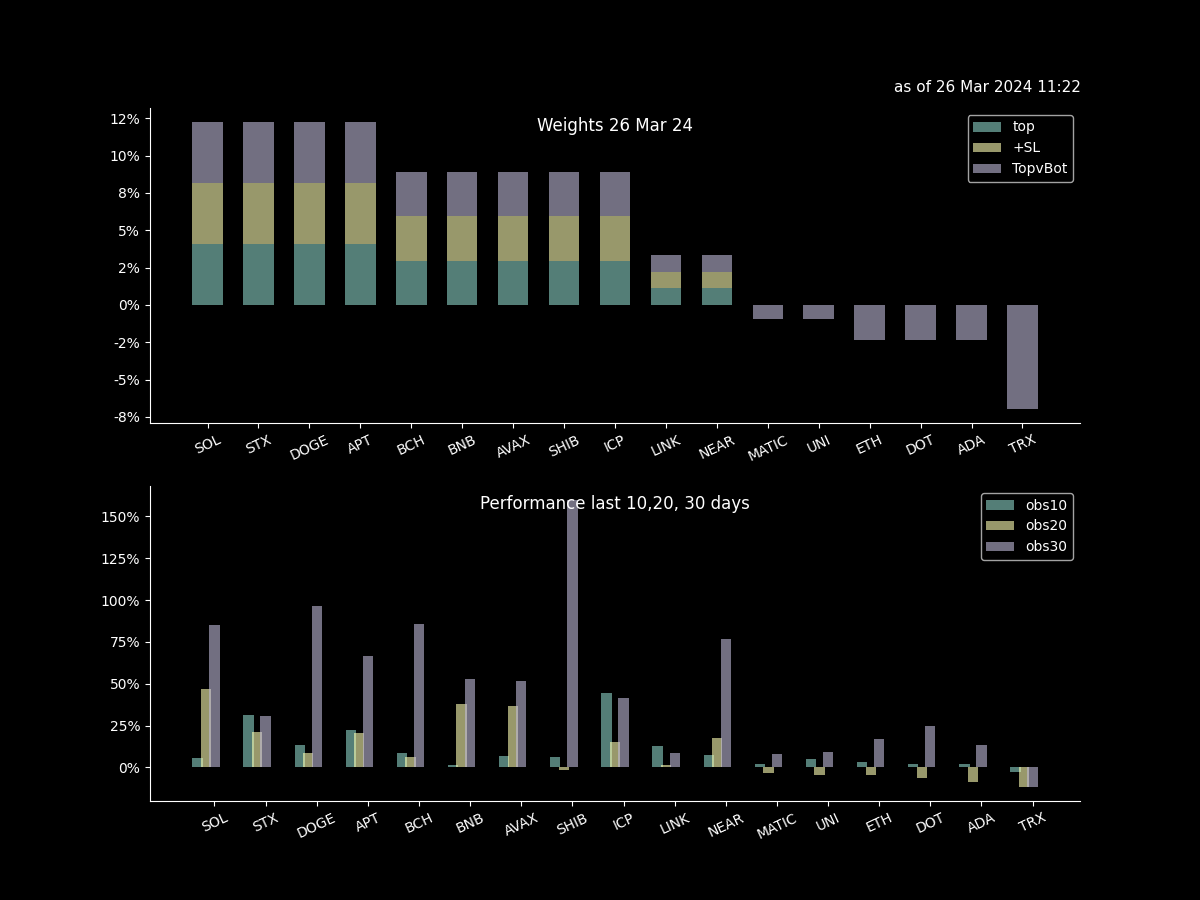 as of 26 Mar 2024 11:22
Weights 26 Mar 24
top
+SL
TopvBot
12%
10%
8%
5%
2%
0%
-2%
-5%
-8%
SOL STX DOGE APT BCH BNB AVAX SHIB ICP LINK NEAR MATIC UNI ETH DOT ADA TRX
Performance last 10,20, 30 days
obs10
obs20
obs30
150%
125%
100%
75%
50%
25%
0%
SOL STX DOGE APT BCH BNB AVAX SHIB ICP LINK NEAR MATIC UNI ETH DOT ADA TRX